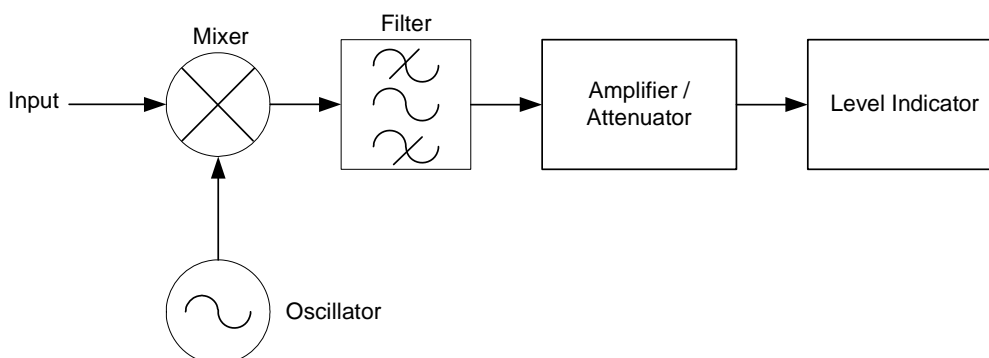 Mixer
Filter
Input
Amplifier /
Attenuator
Level Indicator
Oscillator